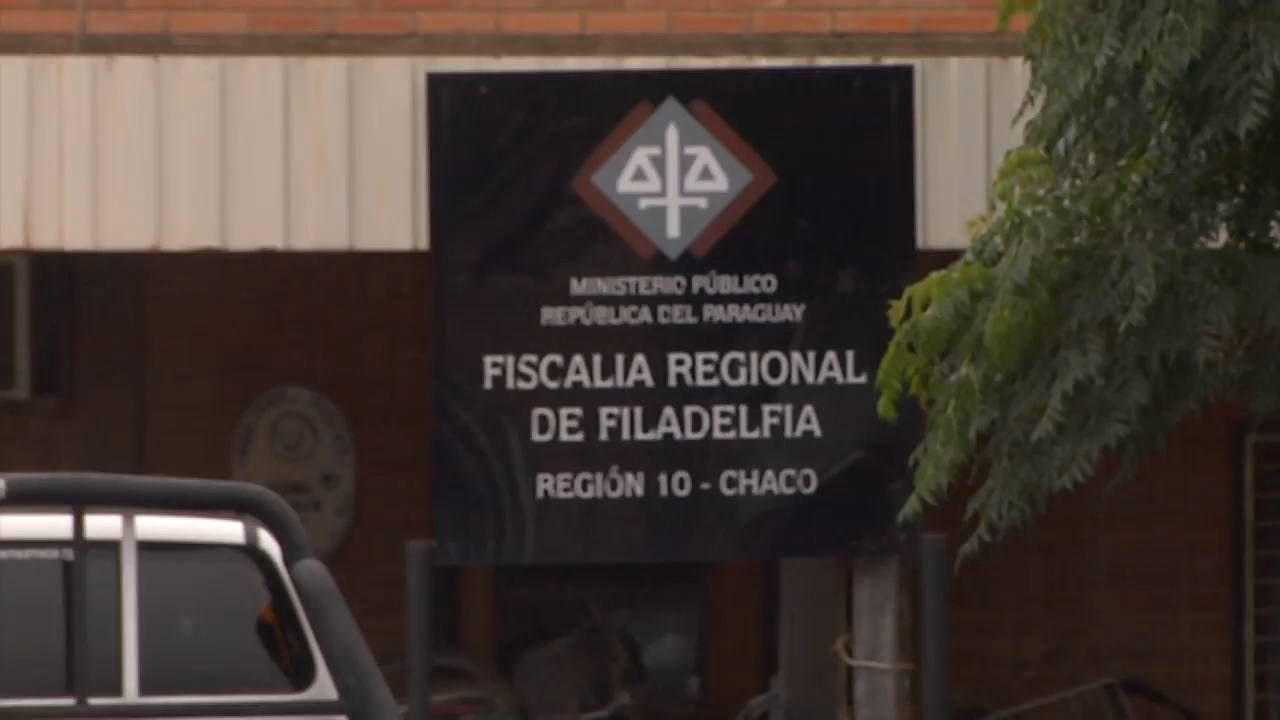 MINISTERIO PÚBLICO
REPÚBLICA DEL PARAGUAY
FISCALIA REGIONAL
DE FILADELFIA
REGIÓN 10 - CHACO